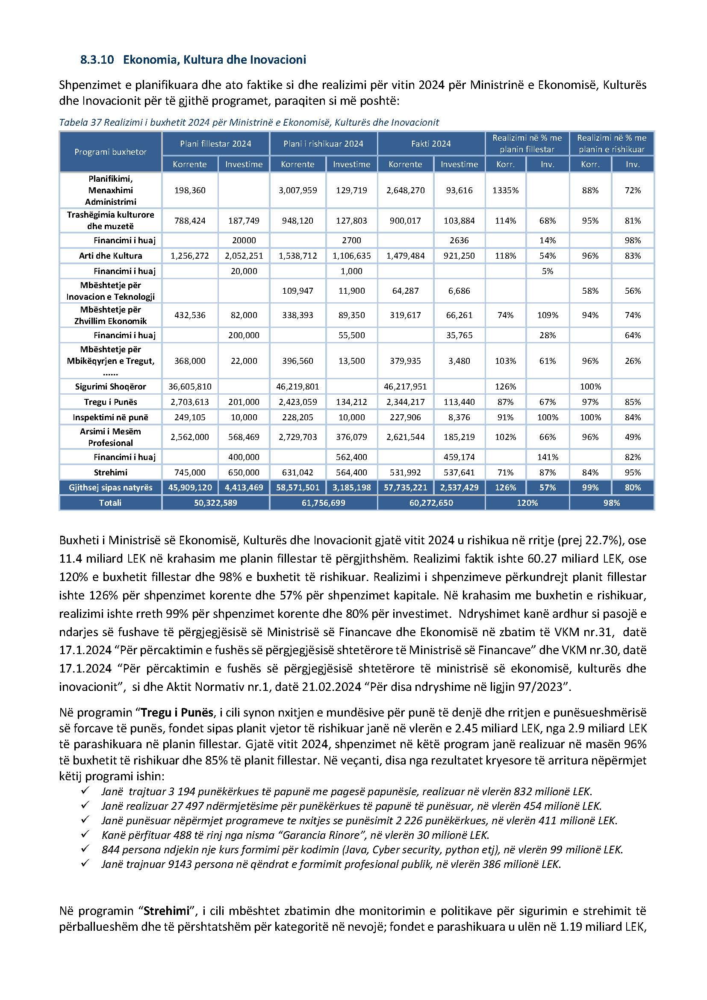 8.3.10 Ekonomia, Kultura dhe Inovacioni
Shpenzimet e planifikuara dhe ato faktike si dhe realizimi për vitin 2024 për Ministrinë e Ekonomisë, Kulturës
dhe Inovacionit për të gjithë programet, paraqiten si më poshtë:
Tabela 37 Realizimi i buxhetit 2024 për Ministrinë e Ekonomisë, Kulturës dhe Inovacionit
Programi buxhetor Plani fillestar 2024 Plani i rishikuar 2024 Fakti 2024 Realizimi në % me planin fillestar Realizimi në % me planin e rishikuar
Korrente Investime Korrente Investime Korrente Investime Korr. Inv. Korr. Inv.
Planifikimi,
Menaxhimi
Administrimi
198,360 3,007,959 129,719 2,648,270 93,616 1335% 88% 72%
Trashëgimia kulturore
dhe muzetë
788,424 187,749 948,120 127,803 900,017 103,884 114% 68% 95% 81%
Financimi i huaj 20000 2700 2636 14% 98%
Arti dhe Kultura 1,256,272 2,052,251 1,538,712 1,106,635 1,479,484 921,250 118% 54% 96% 83%
Financimi i huaj 20,000 1,000 5%
Mbështetje për
Inovacion e Teknologji
109,947 11,900 64,287 6,686 58% 56%
Mbështetje për
Zhvillim Ekonomik
432,536 82,000 338,393 89,350 319,617 66,261 74% 109% 94% 74%
Financimi i huaj 200,000 55,500 35,765 28% 64%
Mbështetje për
Mbikëqyrjen e Tregut,
......
368,000 22,000 396,560 13,500 379,935 3,480 103% 61% 96% 26%
Sigurimi Shoqëror 36,605,810 46,219,801 46,217,951 126% 100%
Tregu i Punës 2,703,613 201,000 2,423,059 134,212 2,344,217 113,440 87% 67% 97% 85%
Inspektimi në punë 249,105 10,000 228,205 10,000 227,906 8,376 91% 100% 100% 84%
Arsimi i Mesëm
Profesional
2,562,000 568,469 2,729,703 376,079 2,621,544 185,219 102% 66% 96% 49%
Financimi i huaj 400,000 562,400 459,174 141% 82%
Strehimi 745,000 650,000 631,042 564,400 531,992 537,641 71% 87% 84% 95%
Gjithsej sipas natyrës 45,909,120 4,413,469 58,571,501 3,185,198 57,735,221 2,537,429 126% 57% 99% 80%
Totali 50,322,589 61,756,699 60,272,650 120% 98%
Buxheti i Ministrisë së Ekonomisë, Kulturës dhe Inovacionit gjatë vitit 2024 u rishikua në rritje (prej 22.7%), ose
11.4 miliard LEK në krahasim me planin fillestar të përgjithshëm. Realizimi faktik ishte 60.27 miliard LEK, ose
120% e buxhetit fillestar dhe 98% e buxhetit të rishikuar. Realizimi i shpenzimeve përkundrejt planit fillestar
ishte 126% për shpenzimet korente dhe 57% për shpenzimet kapitale. Në krahasim me buxhetin e rishikuar,
realizimi ishte rreth 99% për shpenzimet korente dhe 80% për investimet. Ndryshimet kanë ardhur si pasojë e
ndarjes së fushave të përgjegjësisë së Ministrisë së Financave dhe Ekonomisë në zbatim të VKM nr.31, datë
17.1.2024 “Për përcaktimin e fushës së përgjegjësisë shtetërore të Ministrisë së Financave” dhe VKM nr.30, datë
17.1.2024 “Për përcaktimin e fushës së përgjegjësisë shtetërore të ministrisë së ekonomisë, kulturës dhe
inovacionit”, si dhe Aktit Normativ nr.1, datë 21.02.2024 “Për disa ndryshime në ligjin 97/2023”.
Në programin “Tregu i Punës, i cili synon nxitjen e mundësive për punë të denjë dhe rritjen e punësueshmërisë
së forcave të punës, fondet sipas planit vjetor të rishikuar janë në vlerën e 2.45 miliard LEK, nga 2.9 miliard LEK
të parashikuara në planin fillestar. Gjatë vitit 2024, shpenzimet në këtë program janë realizuar në masën 96%
të buxhetit të rishikuar dhe 85% të planit fillestar. Në veçanti, disa nga rezultatet kryesore të arritura nëpërmjet
këtij programi ishin:
✓ Janë trajtuar 3 194 punëkërkues të papunë me pagesë papunësie, realizuar në vlerën 832 milionë LEK.
✓ Janë realizuar 27 497 ndërmjetësime për punëkërkues të papunë të punësuar, në vlerën 454 milionë LEK.
✓ Janë punësuar nëpërmjet programeve te nxitjes se punësimit 2 226 punëkërkues, në vlerën 411 milionë LEK.
✓ Kanë përfituar 488 të rinj nga nisma “Garancia Rinore”, në vlerën 30 milionë LEK.
✓ 844 persona ndjekin nje kurs formimi për kodimin (Java, Cyber security, python etj), në vlerën 99 milionë LEK.
✓ Janë trajnuar 9143 persona në qëndrat e formimit profesional publik, në vlerën 386 milionë LEK.
Në programin “Strehimi”, i cili mbështet zbatimin dhe monitorimin e politikave për sigurimin e strehimit të
përballueshëm dhe të përshtatshëm për kategoritë në nevojë; fondet e parashikuara u ulën në 1.19 miliard LEK,